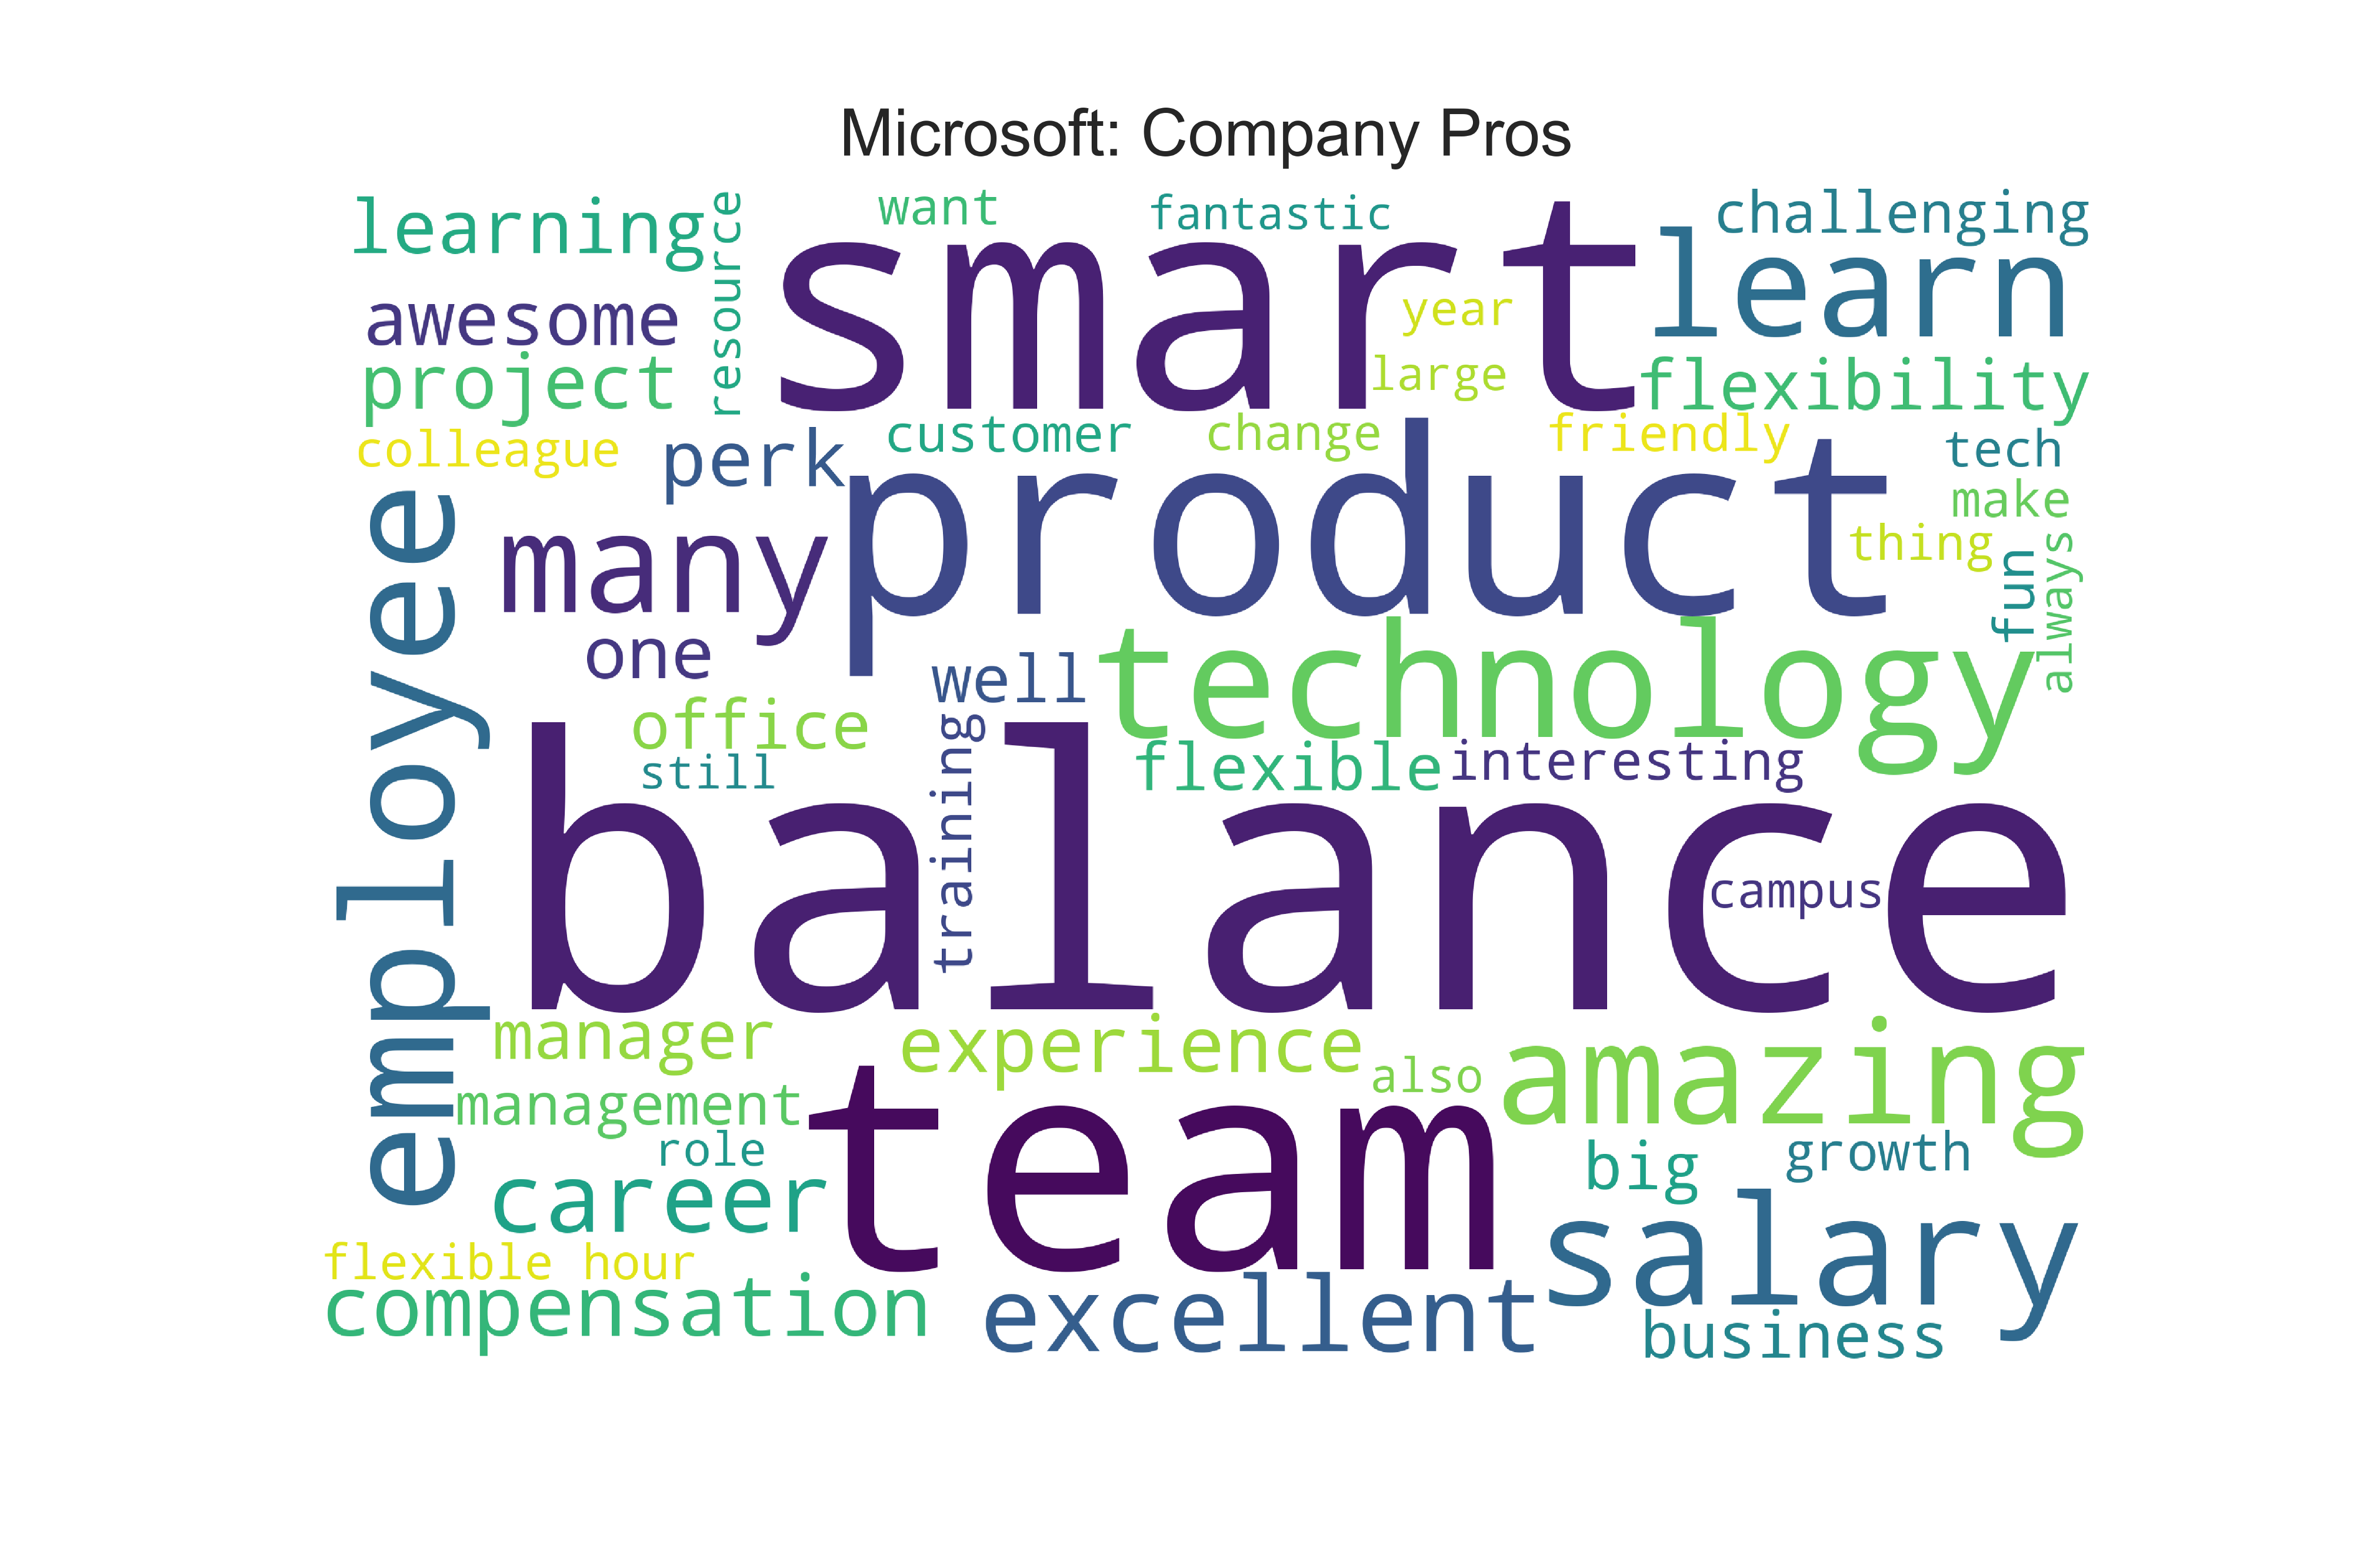 Microsoft: Company Pros
learning
resource
want
fantastic
challenging
smart
learn
awesome
year
project
large
flexibility
colleague
perk
customer
change
friendly
tech
employee
many
product
make
thing
fun
always
one
well
technology
office
still
training
flexible
interesting
balance
campus
manager
experience
also
amazing
management
team
role
big
growth
career
salary
flexible hour
compensation
excellent
business